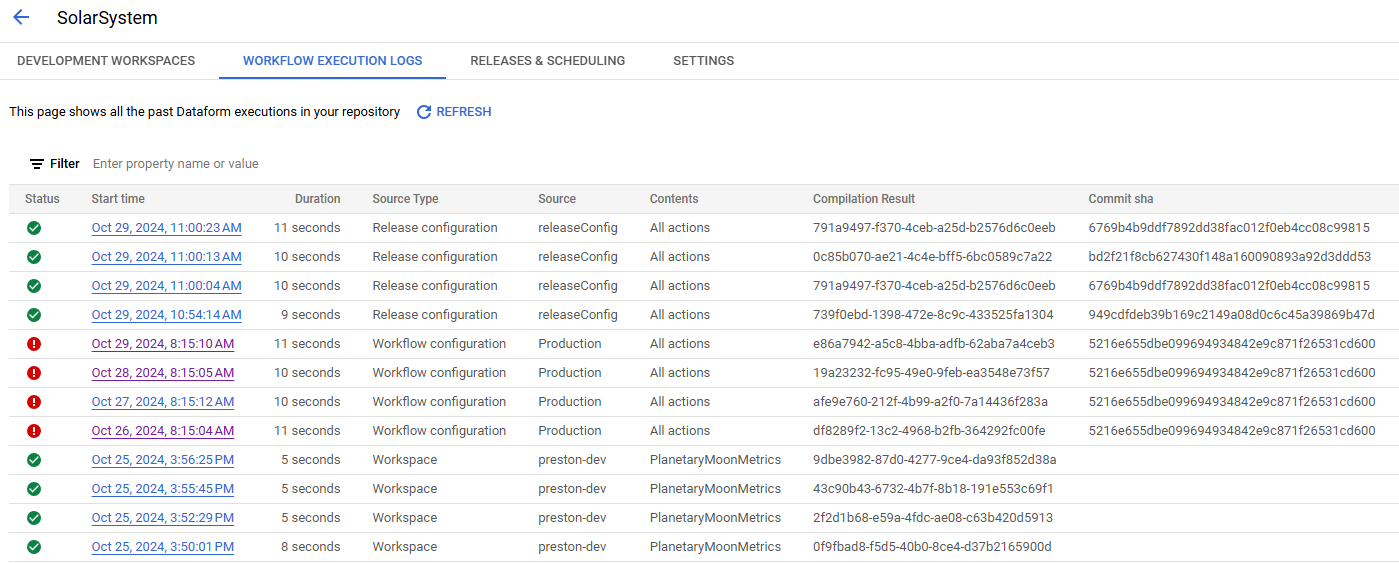 SolarSystem
DEVELOPMENT WORKSPACES WORKFLOW EXECUTION LOGS RELEASES & SCHEDULING SETTINGS
This page shows all the past Dataform executions in your repository REFRESH
Filter Enter property name or value
Status Start time Duration Source Type Source Contents Compilation Result Commit sha
Oct 29, 2024, 11:00:23 AM 11 seconds Release configuration releaseConfig All actions 791a9497-f370-4ceb-a25d-b2576d6c0eeb 6769b4b9ddf7892dd38fac012f0eb4cc08c99815
Oct 29, 2024, 11:00:13 AM 10 seconds Release configuration releaseConfig All actions 0c85b070-ae21-4c4e-bff5-6bc0589c7a22 bd2f21f8cb627430f148a160090893a92d3ddd53
Oct 29, 2024, 11:00:04 AM 10 seconds Release configuration releaseConfig All actions 791a9497-f370-4ceb-a25d-b2576d6c0eeb 6769b4b9ddf7892dd38fac012f0eb4cc08c99815
Oct 29, 2024, 10:54:14 AM 9 seconds Release configuration releaseConfig All actions 739f0ebd-1398-472e-8c9c-433525fa1304 949cdfdeb39b169c2149a08d0c6c45a39869b47d
Oct 29, 2024, 8:15:10 AM 11 seconds Workflow configuration Production All actions e86a7942-a5c8-4bba-adfb-62aba7a4ceb3 5216e655dbe099694934842e9c871f26531cd600
Oct 28, 2024, 8:15:05 AM 10 seconds Workflow configuration Production All actions 19a23232-fc95-49e0-9feb-ea3548e73f57 5216e655dbe099694934842e9c871f26531cd600
Oct 27, 2024, 8:15:12 AM 10 seconds Workflow configuration Production All actions afe9e760-212f-4b99-a2f0-7a14436f283a 5216e655dbe099694934842e9c871f26531cd600
Oct 26, 2024, 8:15:04 AM 11 seconds Workflow configuration Production All actions df8289f2-13c2-4968-b2fb-364292fc00fe 5216e655dbe099694934842e9c871f26531cd600
Oct 25, 2024, 3:56:25 PM 5 seconds Workspace preston-dev PlanetaryMoonMetrics 9dbe3982-87d0-4277-9ce4-da93f852d38a
Oct 25, 2024, 3:55:45 PM 5 seconds Workspace preston-dev PlanetaryMoonMetrics 43c90b43-6732-4b7f-8b18-191e553c69f1
Oct 25, 2024, 3:52:29 PM 5 seconds Workspace preston-dev PlanetaryMoonMetrics 2f2d1b68-e59a-4fdc-ae08-c63b420d5913
Oct 25, 2024, 3:50:01 PM 8 seconds Workspace preston-dev PlanetaryMoonMetrics 0f9fbad8-f5d5-40b0-8ce4-d37b2165900d